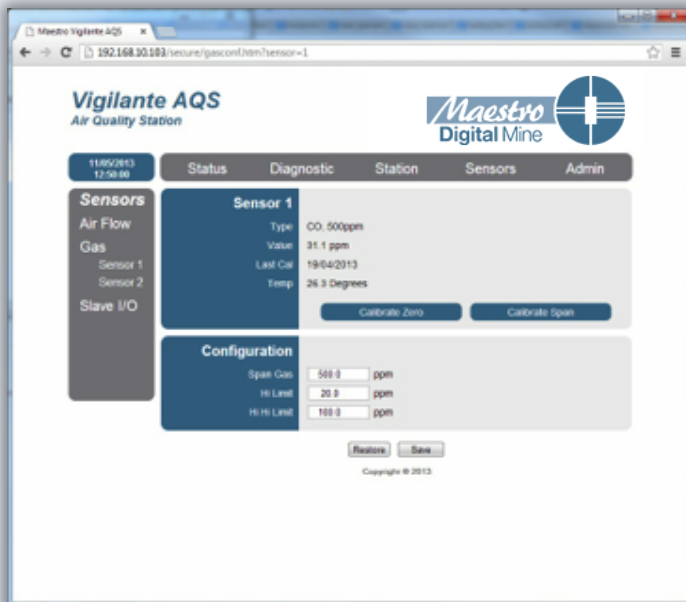 Maestro Vigilante AQS
192.168.10.103/secure/gasconf.htm?sensor=1
Vigilante AQS
Air Quality Station
Maestro
Digital Mine
11/05/2013
12:58:00
Status Diagnostic Station Sensors Admin
Sensors
Air Flow
Gas
Sensor 1
Sensor 2
Slave I/O
Sensor 1
Type CO, 500ppm
Value 31.1 ppm
Last Cal 19/04/2013
Temp 26.3 Degrees
Calibrate Zero Calibrate Span
Configuration
Span Gas 500.0 ppm
Hi Limit 20.0 ppm
Hi Hi Limit 100.0 ppm
Restore Save
Copyright © 2013